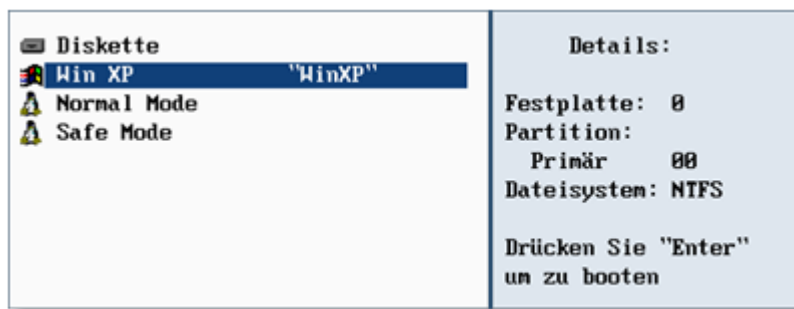 Diskette
Win XP "WinXP"
Normal Mode
Safe Mode
Details:
Festplatte: 0
Partition:
Primär 00
Dateisystem: NTFS
Drücken Sie "Enter"
um zu booten